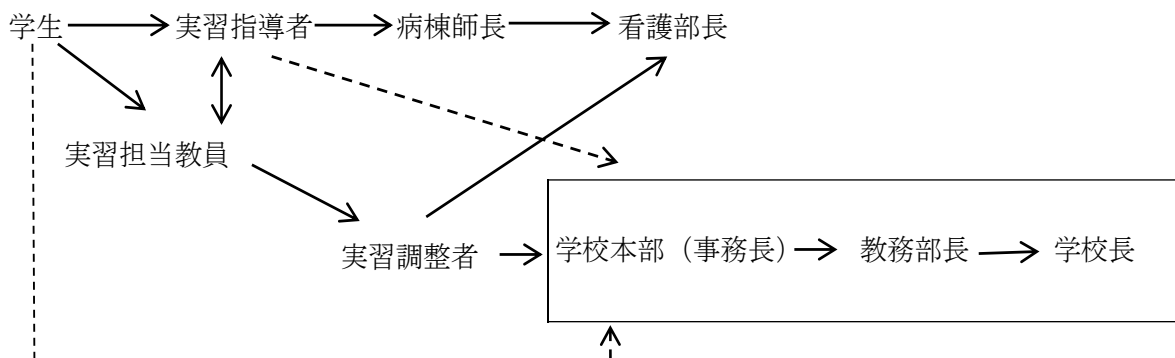 学生 実習指導者 病棟師長 看護部長
実習担当教員
実習調整者 学校本部（事務長） 教務部長 学校長